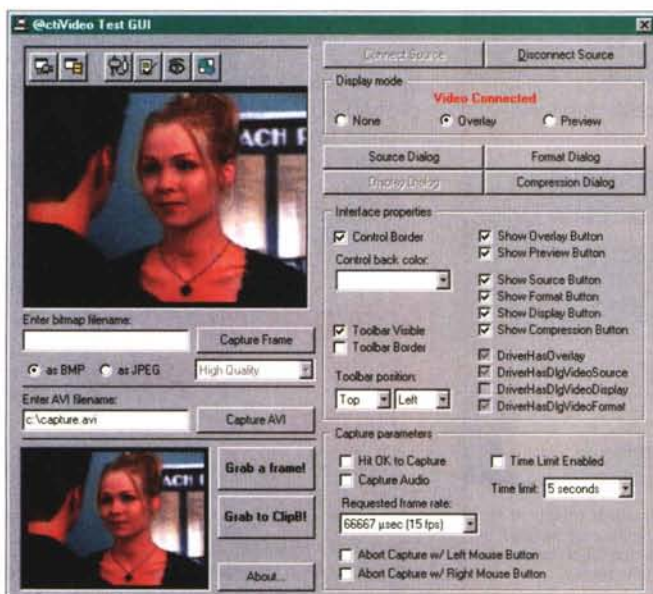 @ctiVideo Test GUI
Connect Source
Disconnect Source
Display mode
Video Connected
None
Overlay
Preview
Source Dialog
Format Dialog
Display Dialog
Compression Dialog
Interface properties
Control Border
Control back color:
Toolbar Visible
Toolbar Border
Toolbar position:
Top
Left
Show Overlay Button
Show Preview Button
Show Source Button
Show Format Button
Show Display Button
Show Compression Button
DriverHasOverlay
DriverHasDlgVideoSource
DriverHasDlgVideoDisplay
DriverHasDlgVideoFormat
ACH
Enter bitmap filename:
Capture Frame
as BMP
as JPEG
High Quality
Enter AVI filename:
c:\capture.avi
Capture AVI
ACH
Grab a frame!
Grab to ClipB!
About...
Capture parameters
Hit OK to Capture
Capture Audio
Time Limit Enabled
Time limit:
5 seconds
Requested frame rate:
66667 µsec (15 fps)
Abort Capture w/ Left Mouse Button
Abort Capture w/ Right Mouse Button